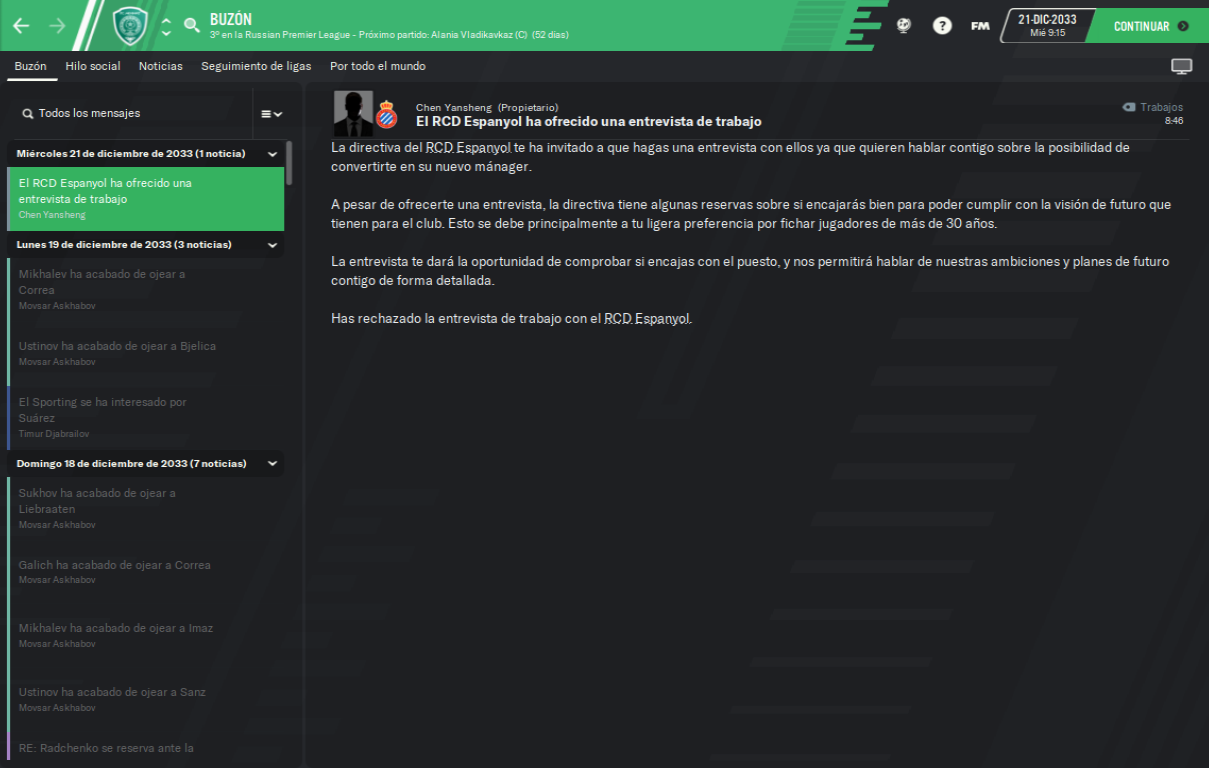 BUZÓN
3º en la Russian Premier League - Próximo partido: Alania Vladikavkaz (C) (52 días)
?
FM
21-DIC-2033
Mié 9:15
CONTINUAR
Buzón
Hilo social
Noticias
Seguimiento de ligas
Por todo el mundo
Todos los mensajes
Miércoles 21 de diciembre de 2033 (1 noticia)
El RCD Espanyol ha ofrecido una
entrevista de trabajo
Chen Yansheng
Lunes 19 de diciembre de 2033 (3 noticias)
Mikhalev ha acabado de ojear a
Correa
Movsar Askhabov
Ustinov ha acabado de ojear a Bjelica
Movsar Askhabov
El Sporting se ha interesado por
Suárez
Timur Djabrailov
Domingo 18 de diciembre de 2033 (7 noticias)
Sukhov ha acabado de ojear a
Liebraaten
Movsar Askhabov
Galich ha acabado de ojear a Correa
Movsar Askhabov
Mikhalev ha acabado de ojear a Imaz
Movsar Askhabov
Ustinov ha acabado de ojear a Sanz
Movsar Askhabov
RE: Radchenko se reserva ante la
Chen Yansheng (Propietario)
El RCD Espanyol ha ofrecido una entrevista de trabajo
Trabajos
8:46
La directiva del RCD Espanyol te ha invitado a que hagas una entrevista con ellos ya que quieren hablar contigo sobre la posibilidad de
convertirte en su nuevo mánager.
A pesar de ofrecerte una entrevista, la directiva tiene algunas reservas sobre si encajarás bien para poder cumplir con la visión de futuro que
tienen para el club. Esto se debe principalmente a tu ligera preferencia por fichar jugadores de más de 30 años.
La entrevista te dará la oportunidad de comprobar si encajas con el puesto, y nos permitirá hablar de nuestras ambiciones y planes de futuro
contigo de forma detallada.
Has rechazado la entrevista de trabajo con el RCD Espanyol.